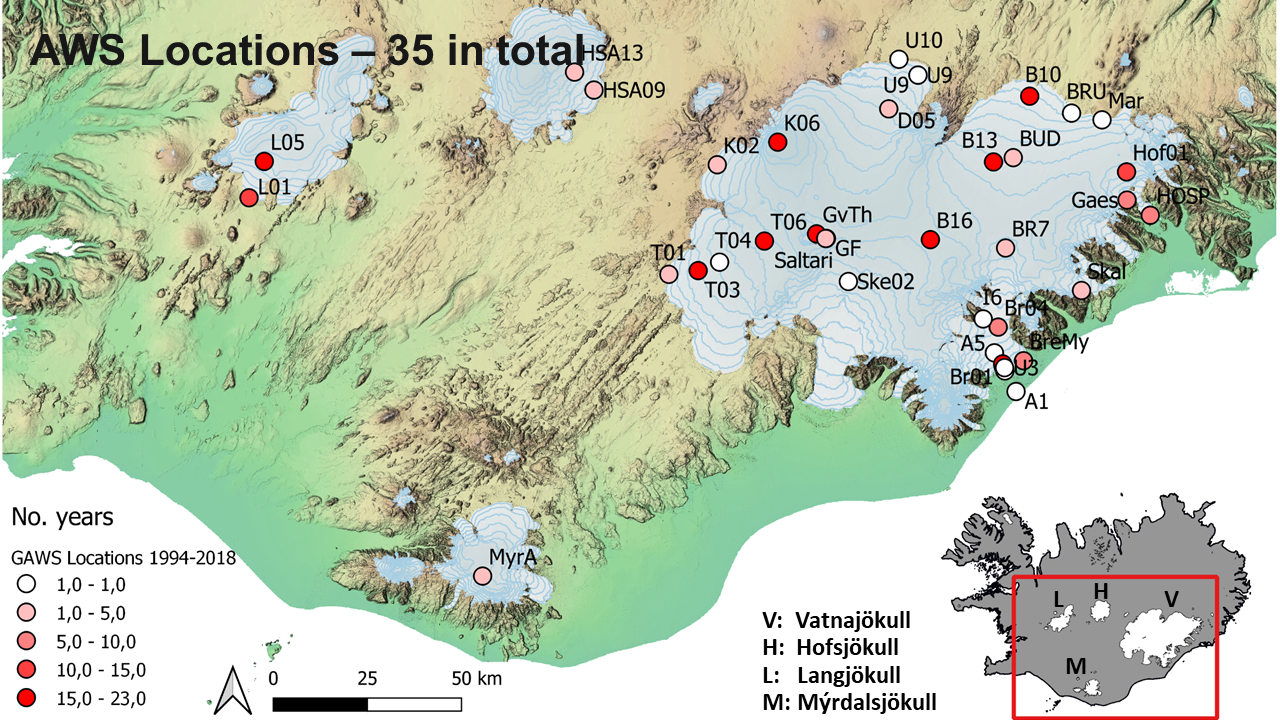 AWS Locations – 35 in total
HSA13
HSA09
U10
U9
U9
D05
B10
BRU
Mar
L05
L01
K06
K02
B13
BUD
Hof01
Gaes
HOSP
T06
GvTh
GF
Saltari
B16
BR7
T01
T04
T03
Ske02
Skal
I6
Br04
A5
BreMy
Br01
U3
A1
MyrA
No. years
GAWS Locations 1994-2018
1,0 - 1,0
1,0 - 5,0
5,0 - 10,0
10,0 - 15,0
15,0 - 23,0
0 25 50 km
V: Vatnajökull
H: Hofsjökull
L: Langjökull
M: Mýrdalsjökull
L
H
V
M